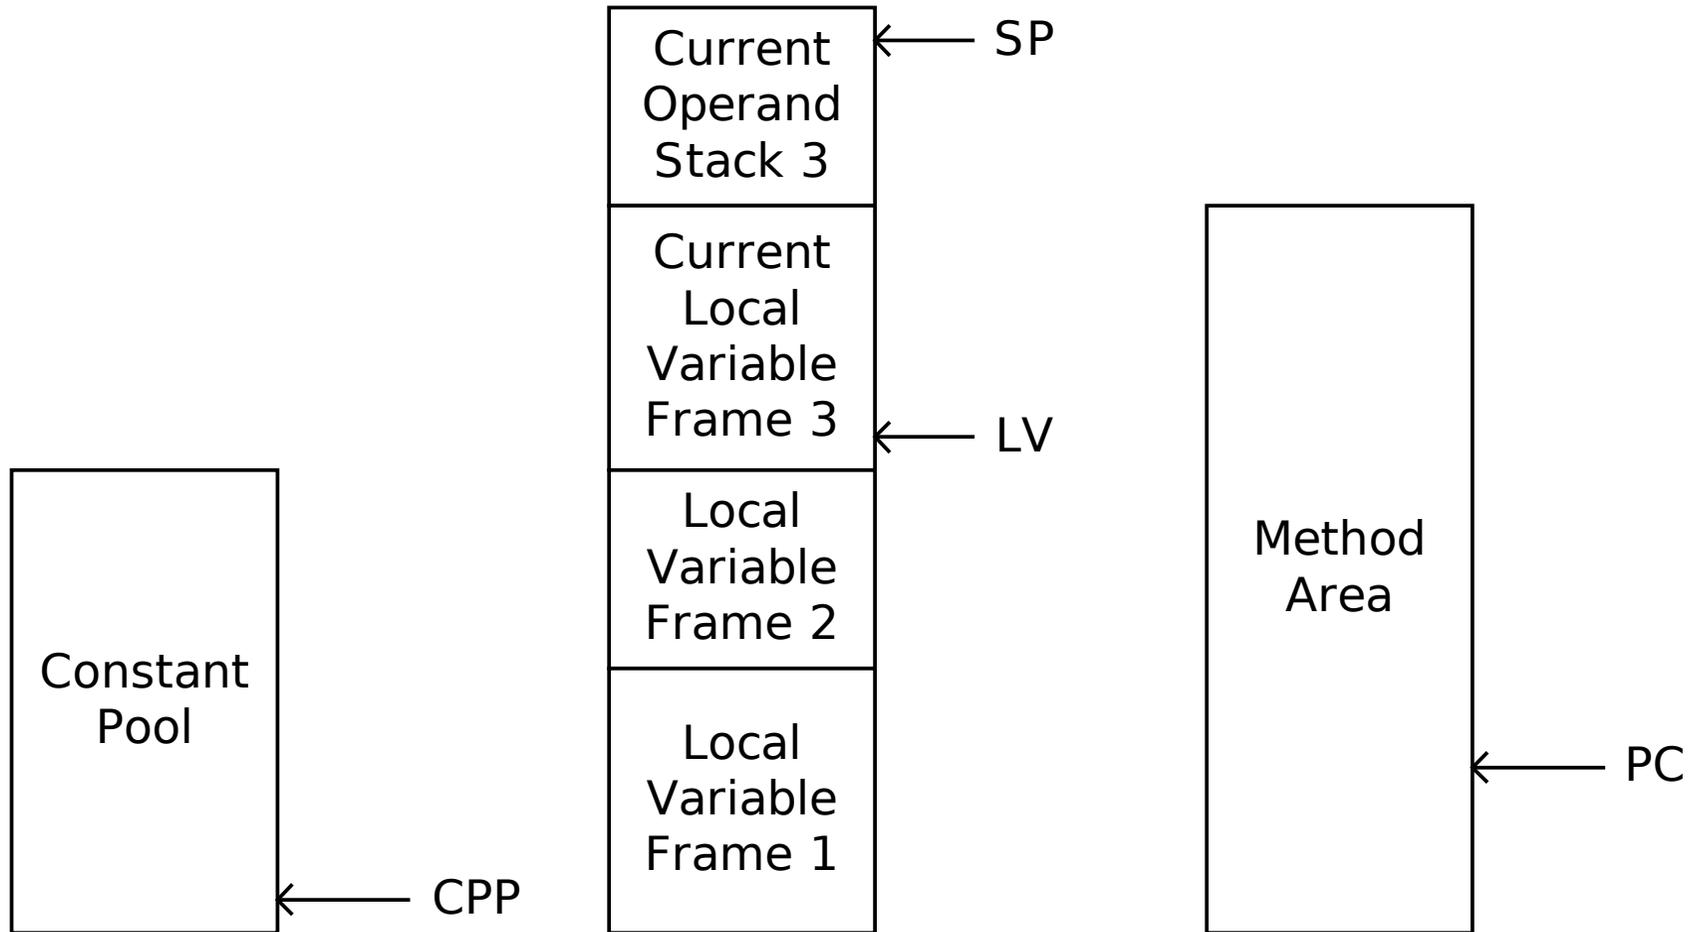 Current
Operand
Stack 3
SP
Current
Local
Variable
Frame 3
LV
Local
Variable
Frame 2
Local
Variable
Frame 1
Constant
Pool
CPP
Method
Area
PC